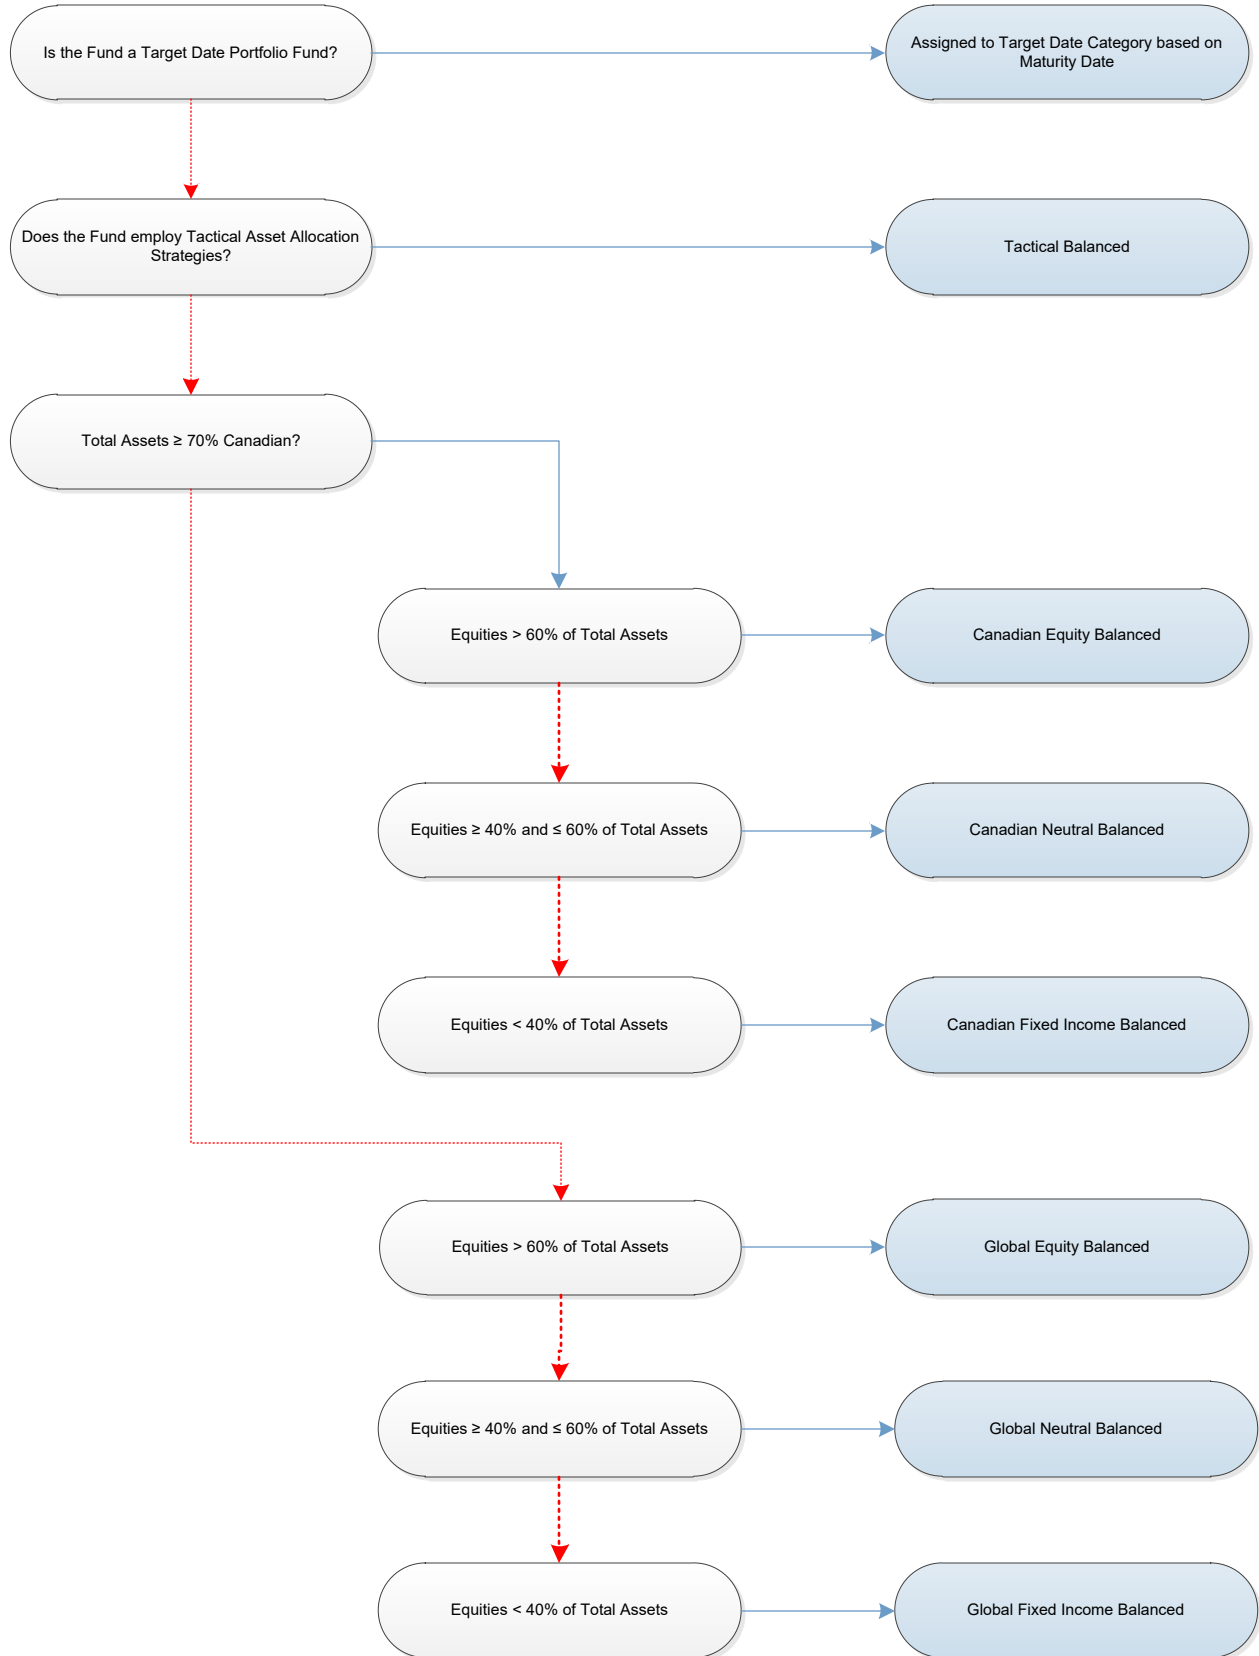 Is the Fund a Target Date Portfolio Fund?
Assigned to Target Date Category based on
Maturity Date
Does the Fund employ Tactical Asset Allocation
Strategies?
Tactical Balanced
Total Assets ≥ 70% Canadian?
Equities > 60% of Total Assets
Canadian Equity Balanced
Equities ≥ 40% and ≤ 60% of Total Assets
Canadian Neutral Balanced
Equities < 40% of Total Assets
Canadian Fixed Income Balanced
Equities > 60% of Total Assets
Global Equity Balanced
Equities ≥ 40% and ≤ 60% of Total Assets
Global Neutral Balanced
Equities < 40% of Total Assets
Global Fixed Income Balanced